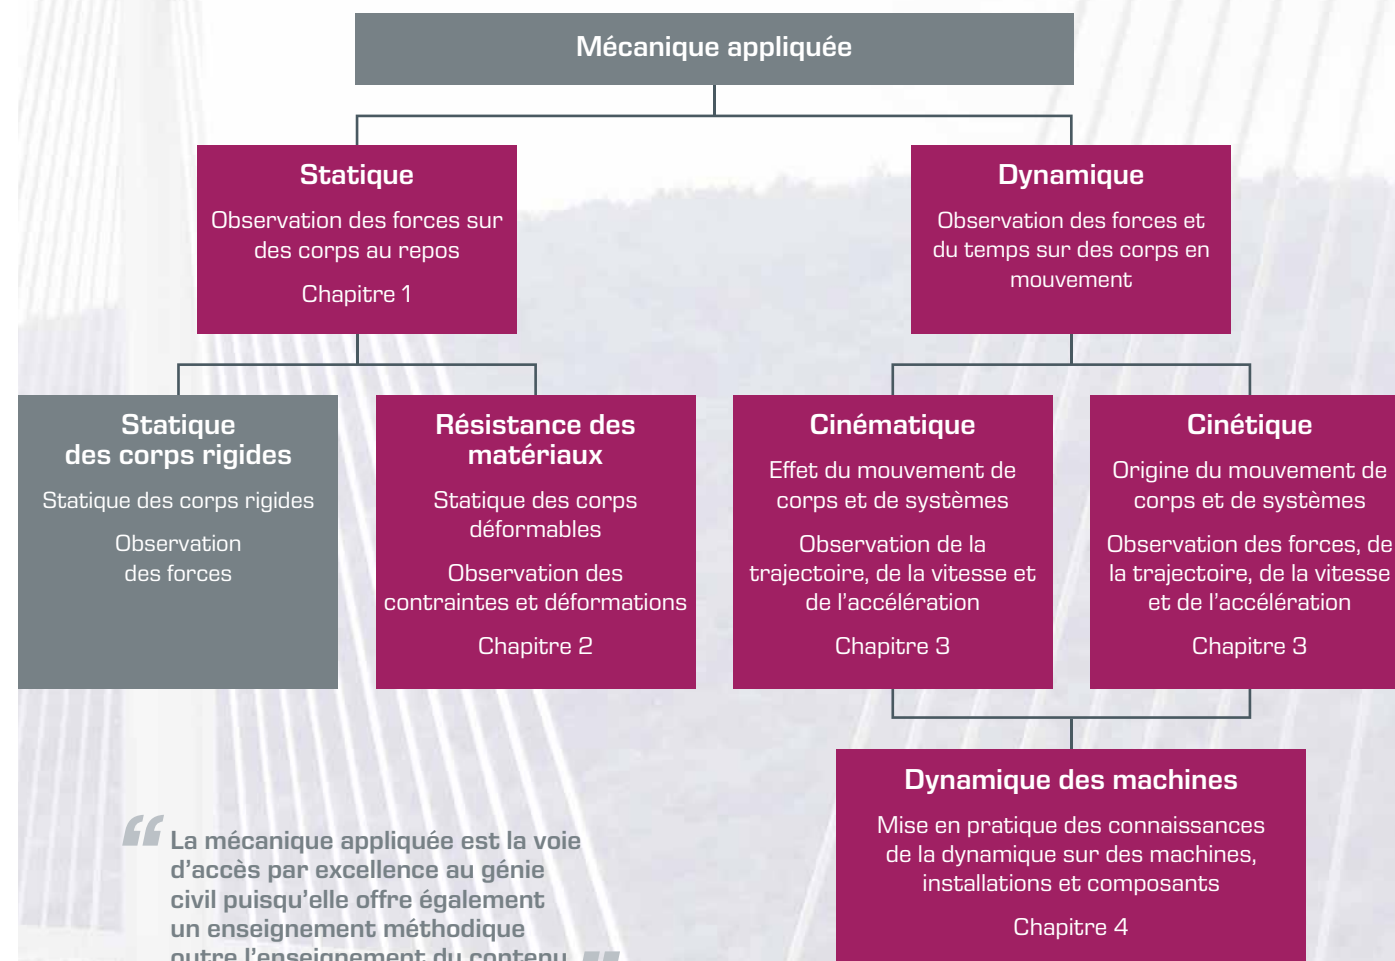 Mécanique appliquée
Statique
Observation des forces sur
des corps au repos
Chapitre 1
Dynamique
Observation des forces et
du temps sur des corps en
mouvement
Statique
des corps rigides
Statique des corps rigides
Observation
des forces
Résistance des
matériaux
Statique des corps
déformables
Observation des
contraintes et déformations
Chapitre 2
Cinématique
Effet du mouvement de
corps et de systèmes
Observation de la
trajectoire, de la vitesse et
de l'accélération
Chapitre 3
Cinétique
Origine du mouvement de
corps et de systèmes
Observation des forces, de
la trajectoire, de la vitesse
et de l'accélération
Chapitre 3
Dynamique des machines
Mise en pratique des connaissances
de la dynamique sur des machines,
installations et composants
Chapitre 4
“ La mécanique appliquée est la voie
d'accès par excellence au génie
civil puisqu'elle offre également
un enseignement méthodique
outre l'enseignement du contenu ”